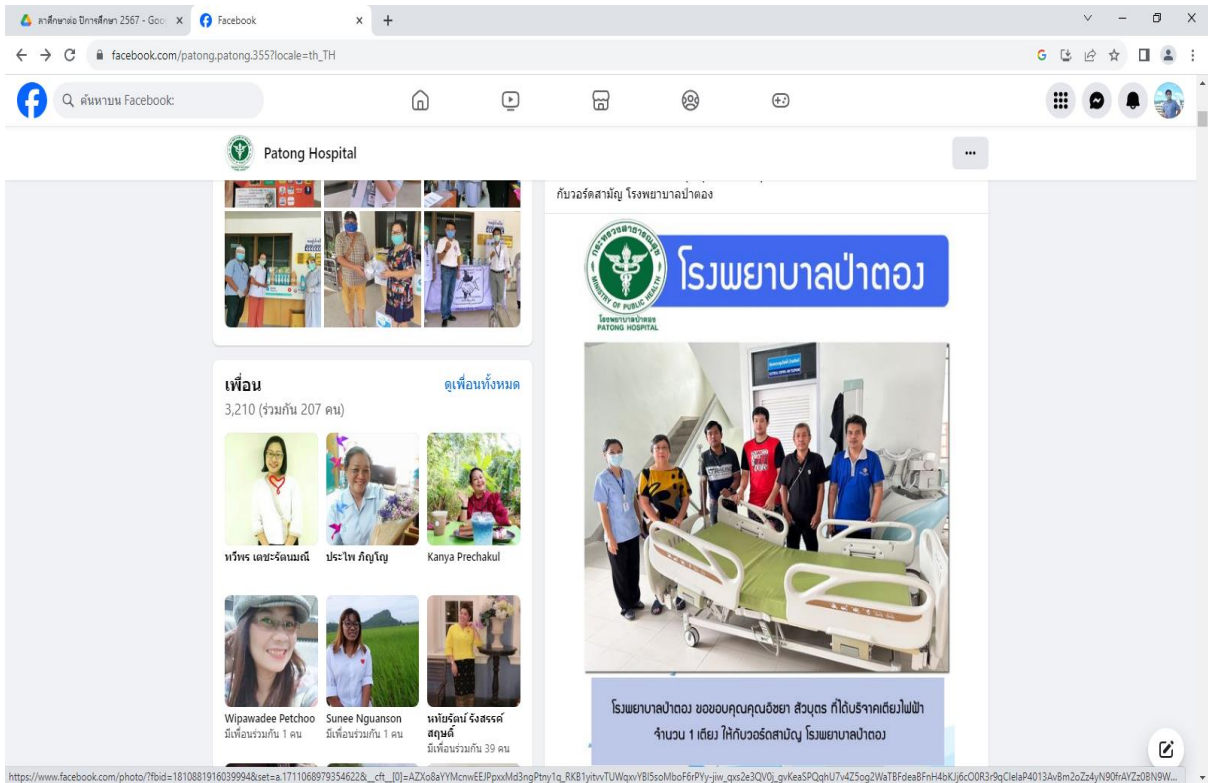 ลาศึกษาต่อ ปีการศึกษา 2567 - Goo
Facebook
facebook.com/patong.patong.355?locale=th_TH
ค้นหาบน Facebook:
Patong Hospital
กับวอร์ดสามัญ โรงพยาบาลป่าตอง
กระทรวงสาธารณสุข
MINISTRY OF PUBLIC HEALTH
โรงพยาบาลป่าตอง
PATONG HOSPITAL
โรงพยาบาลป่าตอง
เพื่อน
ดูเพื่อนทั้งหมด
3,210 (ร่วมกัน 207 คน)
ทวีพร เตชะรัตนมณี
ประไพ ภิญโญ
Kanya Prechakul
Wipawadee Petchoo
มีเพื่อนร่วมกัน 1 คน
Sunee Nguanson
มีเพื่อนร่วมกัน 1 คน
หทัยรัตน์ รังสรรค์
สฤษดิ์
มีเพื่อนร่วมกัน 39 คน
โรงพยาบาลป่าตอง ขอขอบคุณคุณอิชยา สัวบุตร ที่ได้บริจาคเตียงไฟฟ้า
จำนวน 1 เตียง ให้กับวอร์ดสามัญ โรงพยาบาลป่าตอง